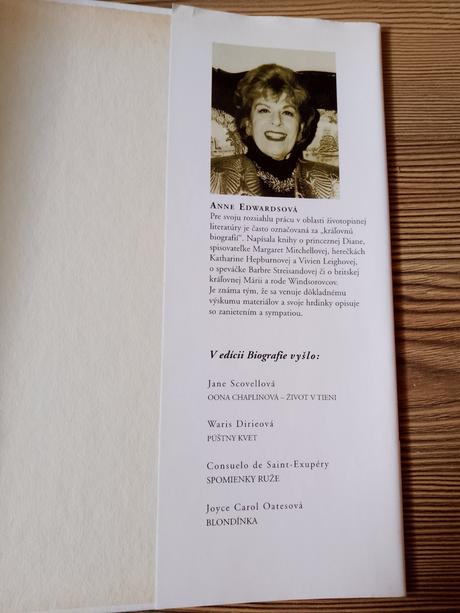 ANNE EDWARDSOVÁ
Pre svoju rozsiahlu prácu v oblasti životopisnej
literatúry je často označovaná za „kráľovnú
biografií“. Napísala knihy o princeznej Diane,
spisovateľke Margaret Mitchellovej, herečkách
Katharine Hepburnovej a Vivien Leighovej,
o speváčke Barbre Streisandovej či o britskej
kráľovnej Márii a rode Windsorovcov.
Je známa tým, že sa venuje dôkladnému
výskumu materiálov a svoje hrdinky opisuje
so zanietením a sympatiou.
V edícii Biografie vyšlo:
Jane Scovellová
OONA CHAPLINOVÁ – ŽIVOT V TIENI
Waris Dirieová
PÚŠTNY KVET
Consuelo de Saint-Exupéry
SPOMIENKY RUŽE
Joyce Carol Oatesová
BLONDÍNKA